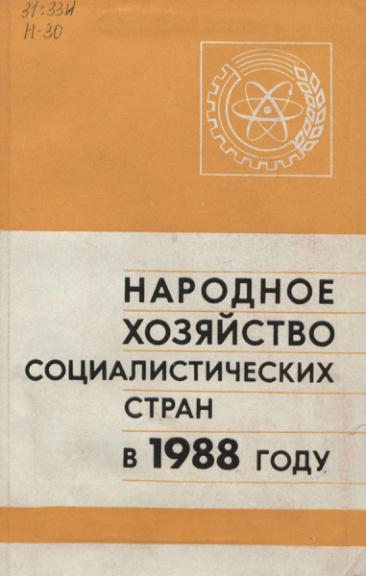 31:33И
Н-30
НАРОДНОЕ
ХОЗЯЙСТВО
СОЦИАЛИСТИЧЕСКИХ
СТРАН
В 1988 ГОДУ